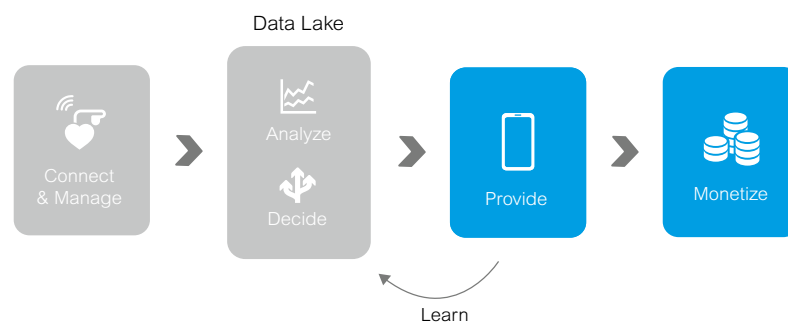 Data Lake
Connect
& Manage
Analyze
Decide
Provide
Monetize
Learn